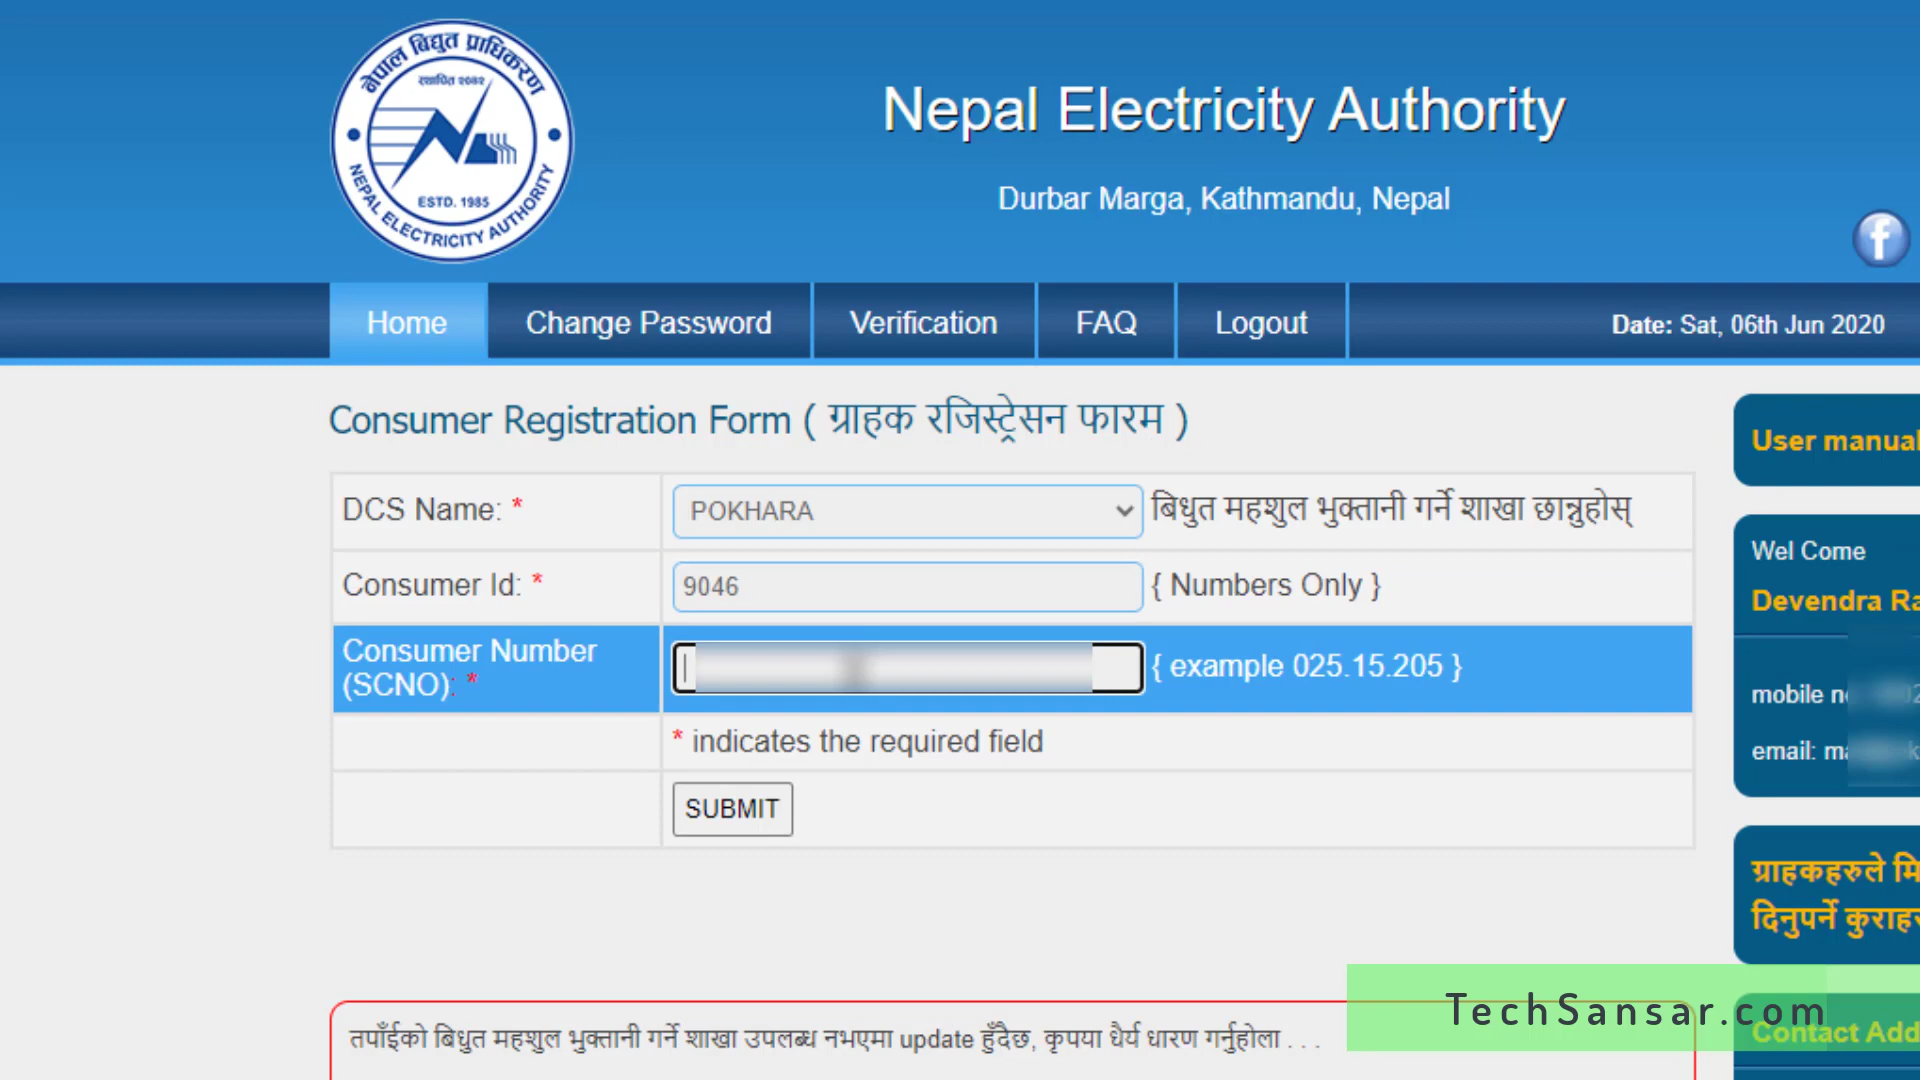 नेपाल बिद्युत प्राधिकरण
स्थापित २०४२
ESTD. 1985
NEPAL ELECTRICITY AUTHORITY
Nepal Electricity Authority
Durbar Marga, Kathmandu, Nepal
f
Home Change Password Verification FAQ Logout Date: Sat, 06th Jun 2020
Consumer Registration Form ( ग्राहक रजिस्ट्रेसन फारम )
DCS Name: * POKHARA बिधुत महशुल भुक्तानी गर्ने शाखा छान्नुहोस्
Consumer Id: * 9046 { Numbers Only }
Consumer Number
(SCNO): * { example 025.15.205 }
* indicates the required field
SUBMIT
User manual
Wel Come
Devendra Ra
mobile n
email: ma
ग्राहकहरुले मि
दिनुपर्ने कुराहर
Contact Add
तपाँईको बिधुत महशुल भुक्तानी गर्ने शाखा उपलब्ध नभएमा update हुँदैछ, कृपया धैर्य धारण गर्नुहोला . . .
TechSansar.com